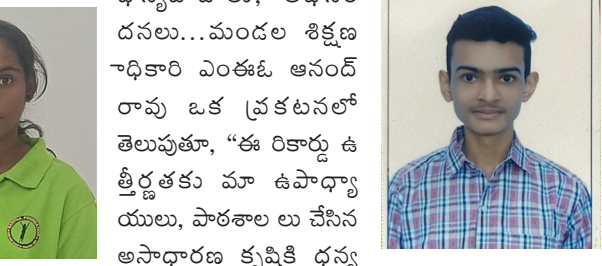 దనలు...మండల శిక్షణ
ాధికారి ఎంఈఓ ఆనంద్
రావు ఒక ప్రకటనలో
తెలుపుతూ, “ఈ రికార్డు ఉ
త్తీర్ణతకు మా ఉపాధ్యా
యులు, పాఠశాల లు చేసిన
అసాధారణ కృషికి ధన్య